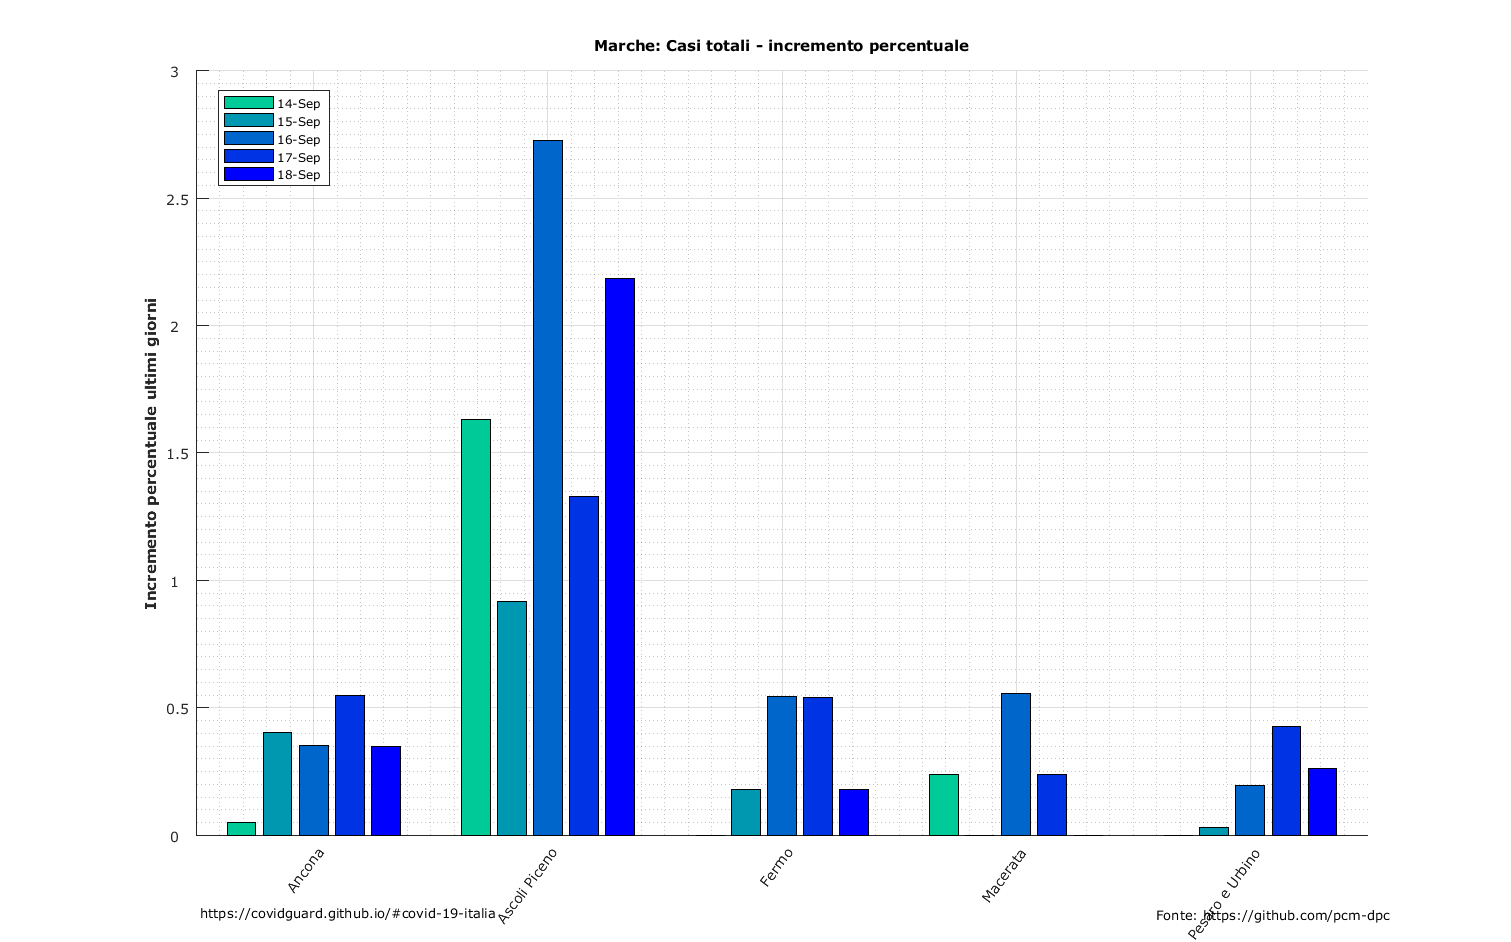 Marche: Casi totali - incremento percentuale
3
2.5
2
1.5
1
0.5
0
Incremento percentuale ultimi giorni
14-Sep
15-Sep
16-Sep
17-Sep
18-Sep
Ancona
Ascoli Piceno
Fermo
Macerata
Pesaro e Urbino
https://covidguard.github.io/#covid-19-italia
Fonte: https://github.com/pcm-dpc